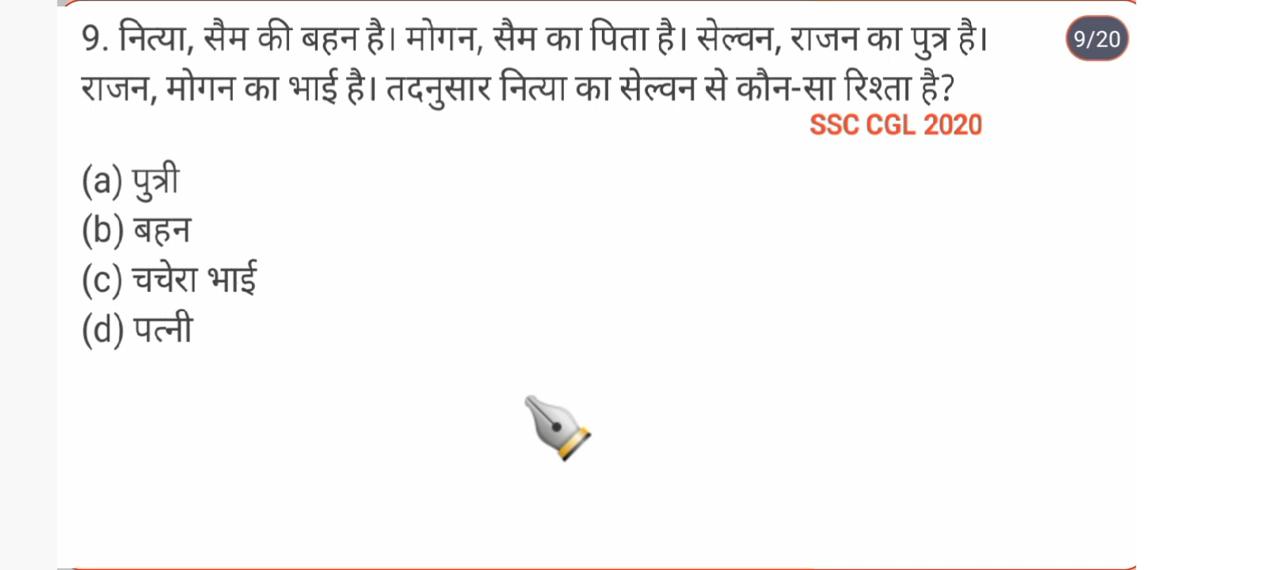 9. नित्या, सैम की बहन है। मोगन, सैम का पिता है। सेल्वन, राजन का पुत्र है।
9/20
राजन, मोगन का भाई है। तदनुसार नित्या का सेल्वन से कौन-सा रिश्ता है?
SSC CGL 2020
(a) पुत्री
(b) बहन
(c) चचेरा भाई
(d) पत्नी